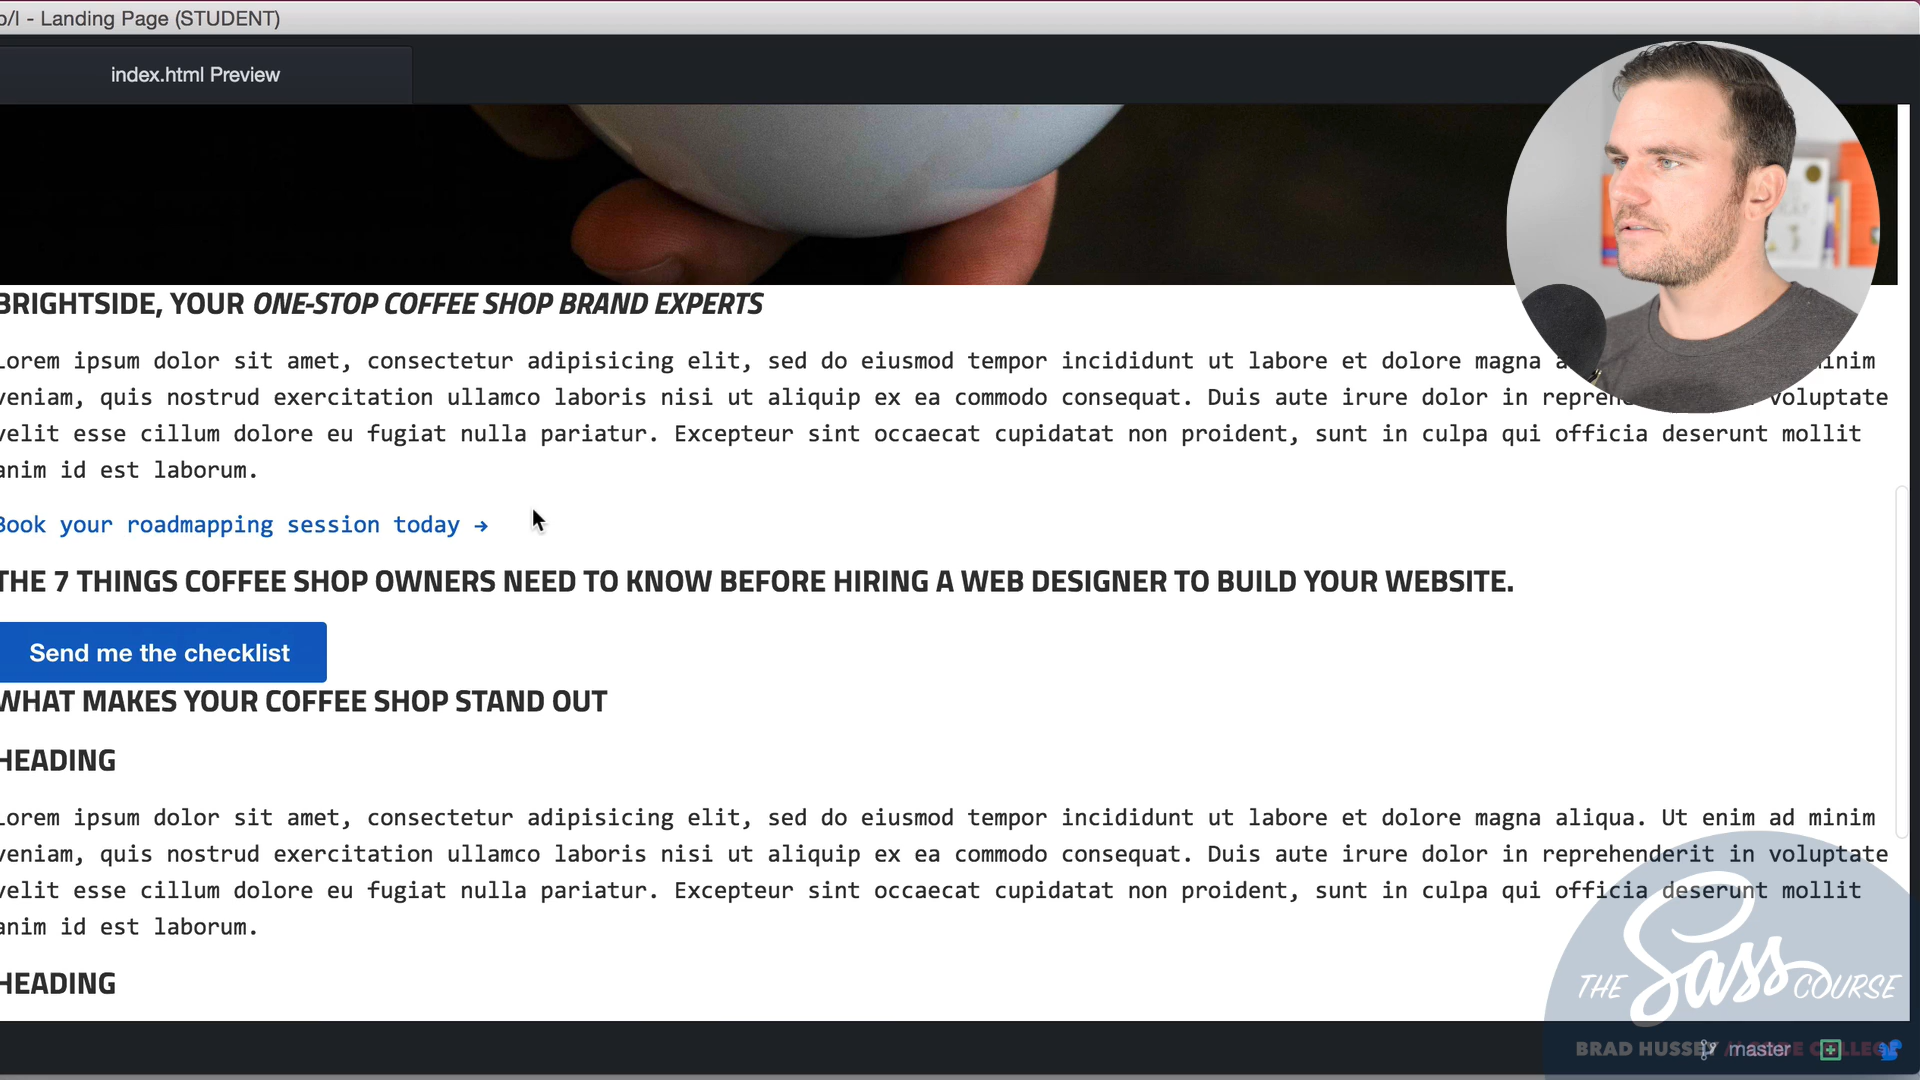 - Landing Page (STUDENT)
index.html Preview
BRIGHTSIDE, YOUR ONE-STOP COFFEE SHOP BRAND EXPERTS
Lorem ipsum dolor sit amet, consectetur adipisicing elit, sed do eiusmod tempor incididunt ut labore et dolore magna minim
veniam, quis nostrud exercitation ullamco laboris nisi ut aliquip ex ea commodo consequat. Duis aute irure dolor in voluptate
velit esse cillum dolore eu fugiat nulla pariatur. Excepteur sint occaecat cupidatat non proident, sunt in culpa qui officia deserunt mollit
anim id est laborum.
Book your roadmapping session today →
THE 7 THINGS COFFEE SHOP OWNERS NEED TO KNOW BEFORE HIRING A WEB DESIGNER TO BUILD YOUR WEBSITE.
Send me the checklist
WHAT MAKES YOUR COFFEE SHOP STAND OUT
HEADING
Lorem ipsum dolor sit amet, consectetur adipisicing elit, sed do eiusmod tempor incididunt ut labore et dolore magna aliqua. Ut enim ad minim
veniam, quis nostrud exercitation ullamco laboris nisi ut aliquip ex ea commodo consequat. Duis aute irure dolor in reprehenderit in voluptate
velit esse cillum dolore eu fugiat nulla pariatur. Excepteur sint occaecat cupidatat non proident, sunt in culpa qui officia deserunt mollit
anim id est laborum.
HEADING
THE Sass COURSE
BRAD HUSSEY
master